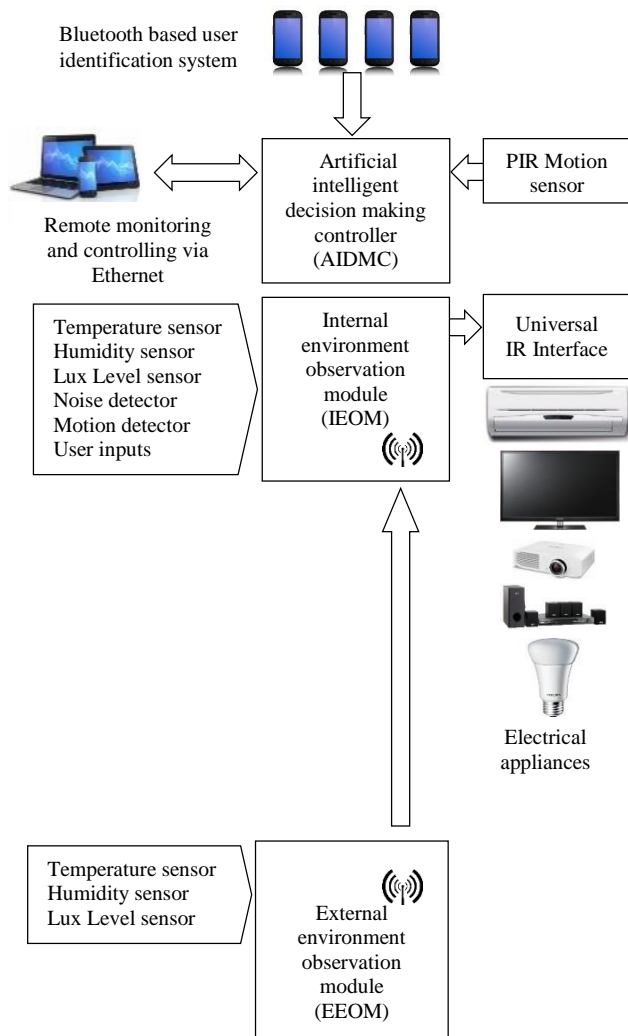 Bluetooth based user
identification system
Artificial
intelligent
decision making
controller
(AIDMC)
PIR Motion
sensor
Remote monitoring
and controlling via
Ethernet
Temperature sensor
Humidity sensor
Lux Level sensor
Noise detector
Motion detector
User inputs
Internal
environment
observation
module
(IEOM)
Universal
IR Interface
Electrical
appliances
Temperature sensor
Humidity sensor
Lux Level sensor
External
environment
observation
module
(EEOM)